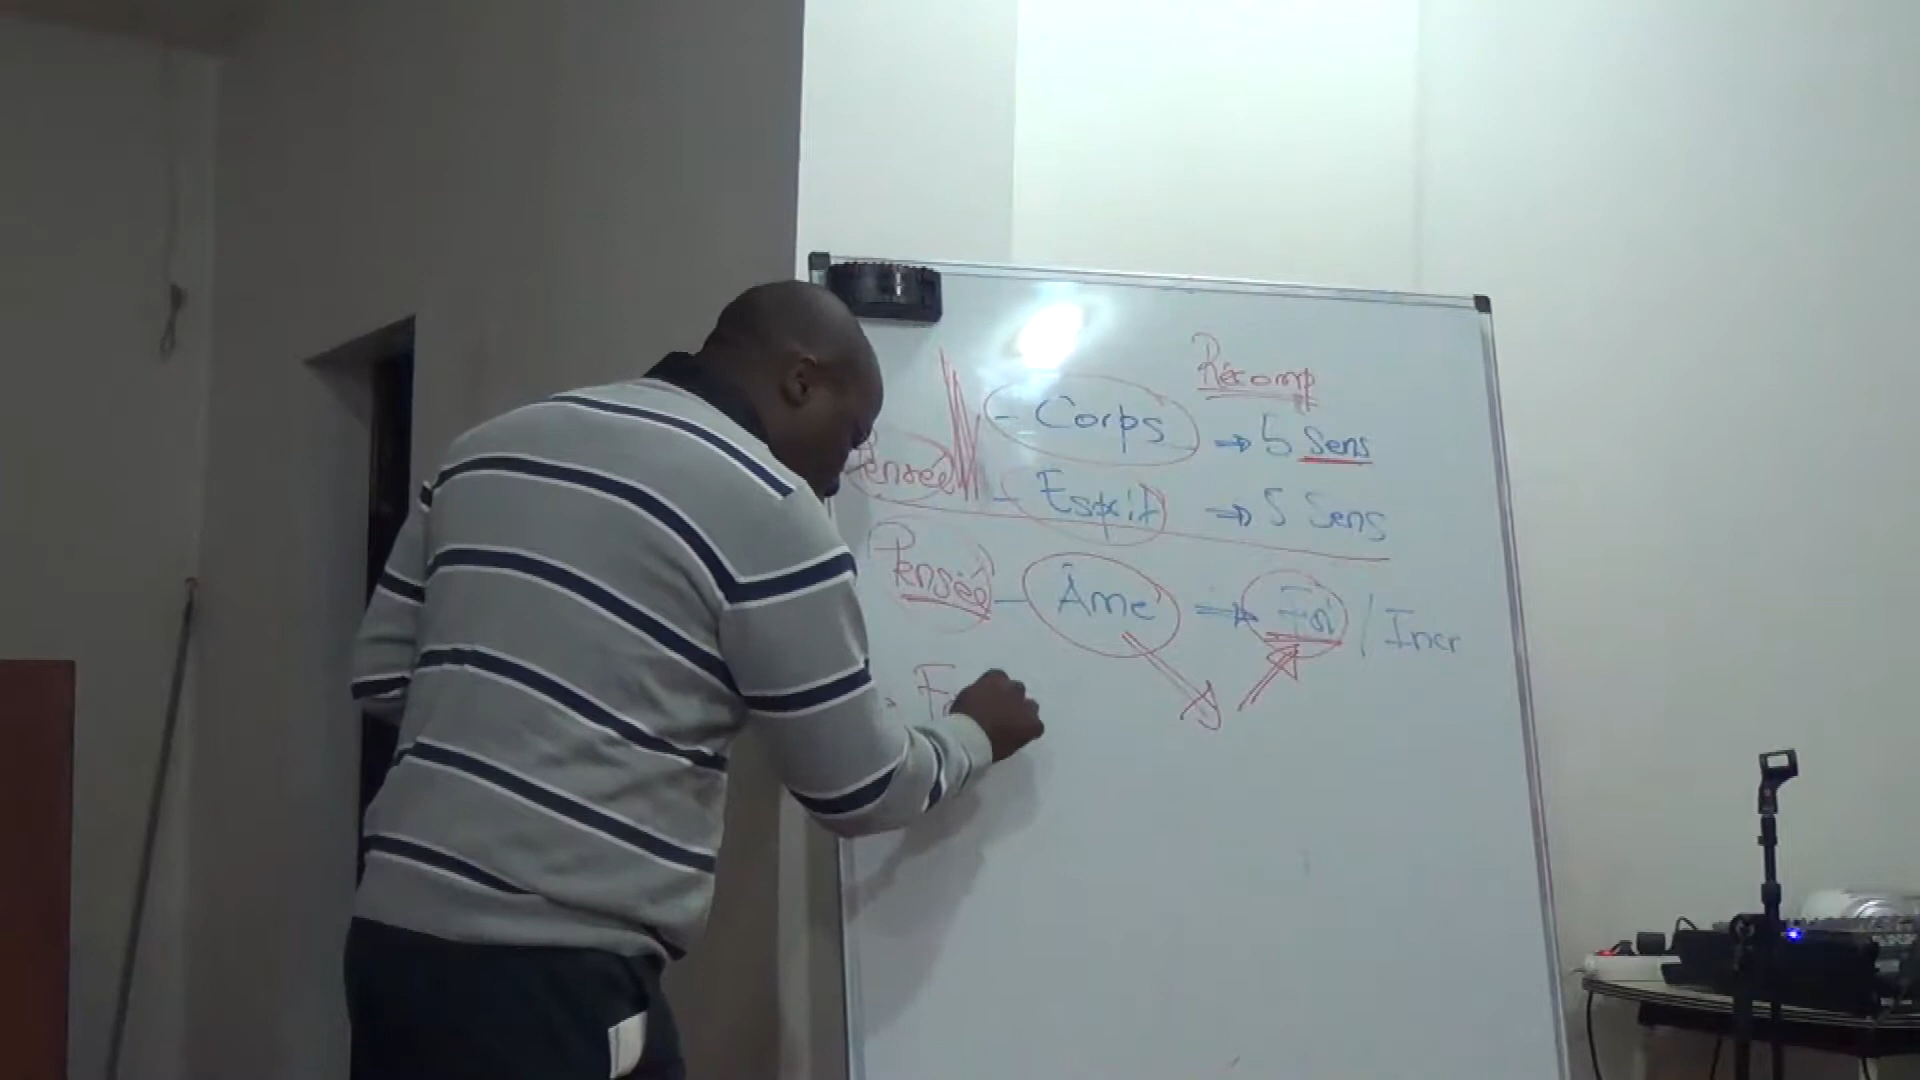 Récomp
- Corps → 5 Sens
Pensée
- Esprit → 5 Sens
Pensée - Âme → Foi / Incr
• F